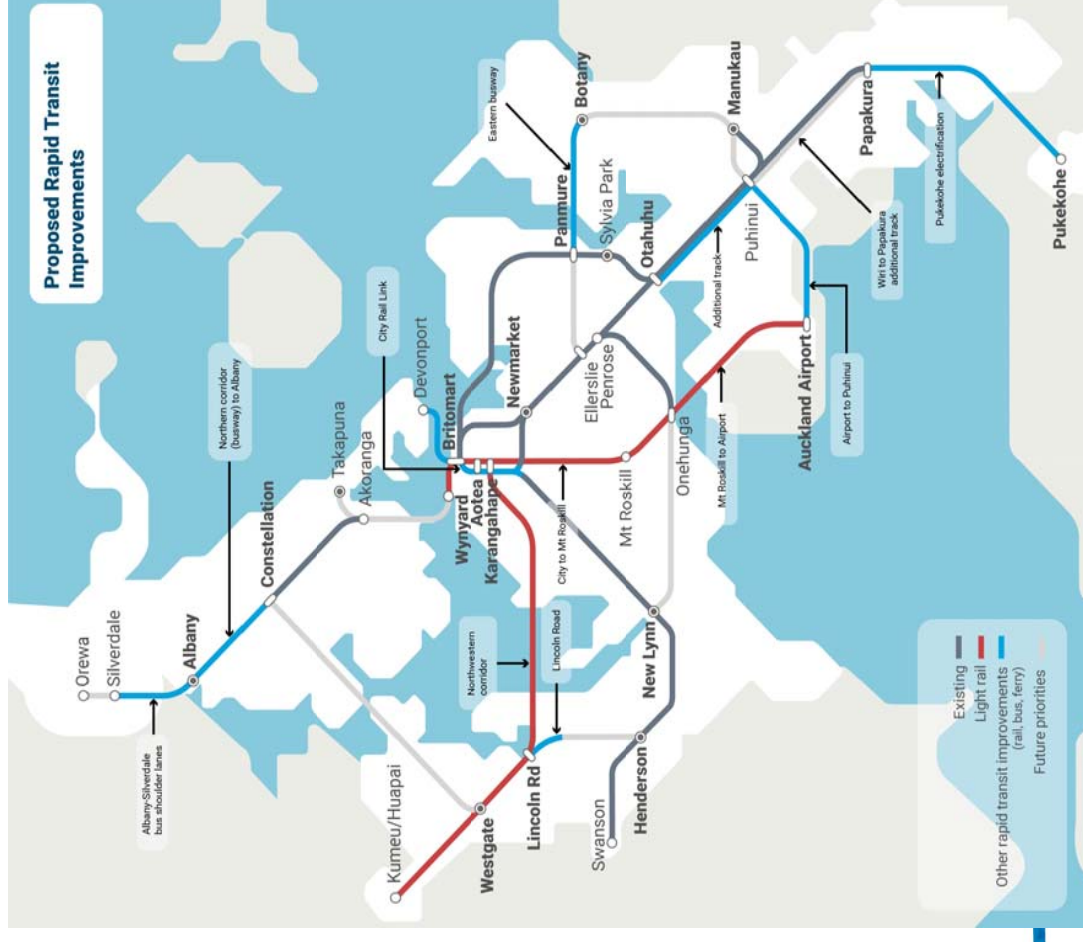 Proposed Rapid Transit
Improvements
Orewa
Silverdale
Albany
Albany-Silverdale
bus shoulder lanes
Northern corridor
(busway) to Albany
Constellation
Takapuna
Akoranga
Devonport
City Rail Link
Britomart
Wynyard
Aotea
Karangahape
Newmarket
Kumeu/Huapai
Westgate
Northwestern
corridor
Lincoln Rd
Lincoln Road
Swanson
Henderson
New Lynn
City to Mt Roskill
Mt Roskill
Ellerslie
Penrose
Onehunga
Mt Roskill to Airport
Auckland Airport
Airport to Puhinui
Eastern busway
Panmure
Botany
Sylvia Park
Otahuhu
Additional track
Puhinui
Manukau
Wiri to Papakura
additional track
Papakura
Pukekohe electrification
Pukekohe
Existing
Light rail
Other rapid transit improvements
(rail, bus, ferry)
Future priorities